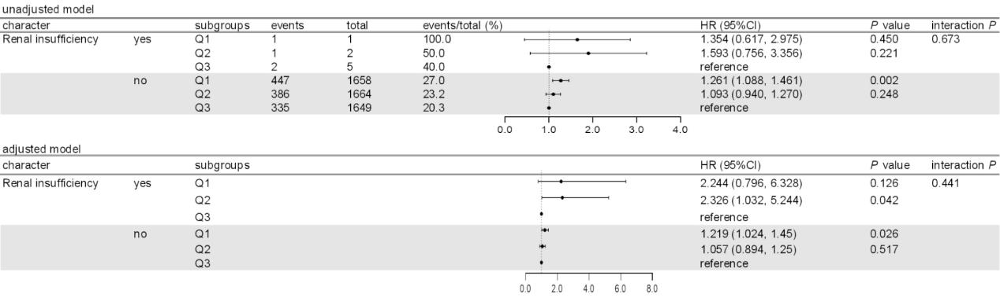 unadjusted model
character subgroups events total events/total (%) HR (95%CI) P value interaction P
Renal insufficiency yes Q1 1 1 100.0 1.354 (0.617, 2.975) 0.450 0.673
Q2 1 2 50.0 1.593 (0.756, 3.356) 0.221
Q3 2 5 40.0 reference
no Q1 447 1658 27.0 1.261 (1.088, 1.461) 0.002
Q2 386 1664 23.2 1.093 (0.940, 1.270) 0.248
Q3 335 1649 20.3 reference
0.0 1.0 2.0 3.0 4.0
adjusted model
character subgroups HR (95%CI) P value interaction P
Renal insufficiency yes Q1 2.244 (0.796, 6.328) 0.126 0.441
Q2 2.326 (1.032, 5.244) 0.042
Q3 reference
no Q1 1.219 (1.024, 1.45) 0.026
Q2 1.057 (0.894, 1.25) 0.517
Q3 reference
0.0 2.0 4.0 6.0 8.0